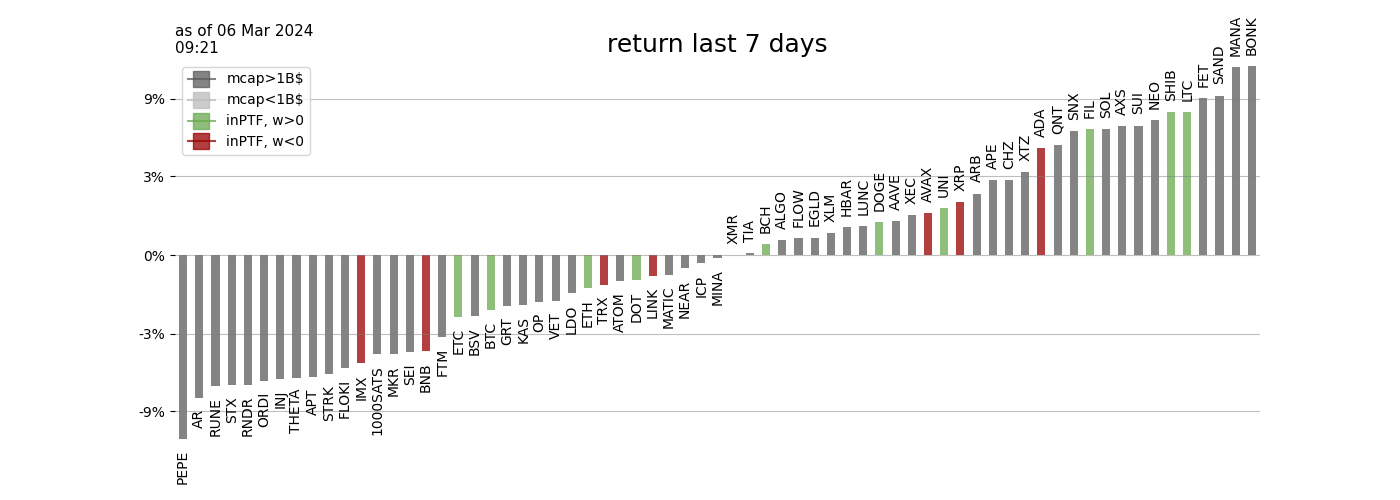 as of 06 Mar 2024
09:21
return last 7 days
mcap>1B$
mcap<1B$
inPTF, w>0
inPTF, w<0
9%
3%
0%
-3%
-9%
PEPE
AR
RUNE
STX
RNDR
ORDI
INJ
THETA
APT
STRK
FLOKI
IMX
1000SATS
MKR
SEI
BNB
FTM
ETC
BSV
BTC
GRT
KAS
OP
VET
LDO
ETH
TRX
ATOM
DOT
LINK
MATIC
NEAR
ICP
MINA
XMR
TIA
BCH
ALGO
FLOW
EGLD
XLM
HBAR
LUNC
DOGE
AAVE
XEC
AVAX
UNI
XRP
ARB
APE
CHZ
XTZ
ADA
QNT
SNX
FIL
SOL
AXS
SUI
NEO
SHIB
LTC
FET
SAND
MANA
BONK